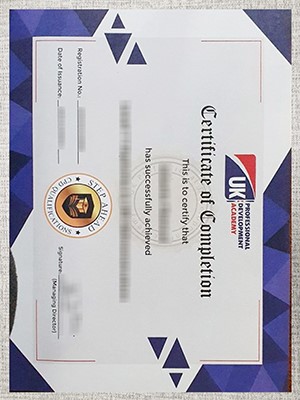 UK PROFESSIONAL
DEVELOPMENT
ACADEMY
Certificate of Completion
This is to certify that
has successfully achieved
Registration No.:
Date of Issuance:
STEP AHEAD
CPD QUALIFICATIONS
Signature:
(Managing Director)